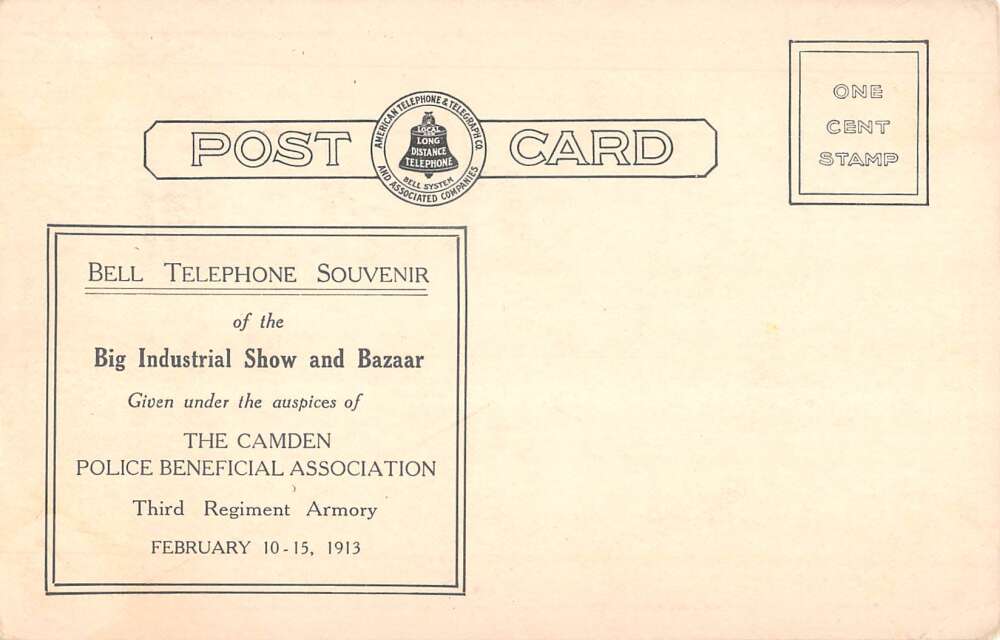 POST CARD
AMERICAN TELEPHONE & TELEGRAPH CO.
AND ASSOCIATED COMPANIES
LOCAL
LONG
DISTANCE
TELEPHONE
BELL SYSTEM
ONE
CENT
STAMP
BELL TELEPHONE SOUVENIR
of the
Big Industrial Show and Bazaar
Given under the auspices of
THE CAMDEN
POLICE BENEFICIAL ASSOCIATION
Third Regiment Armory
FEBRUARY 10-15, 1913